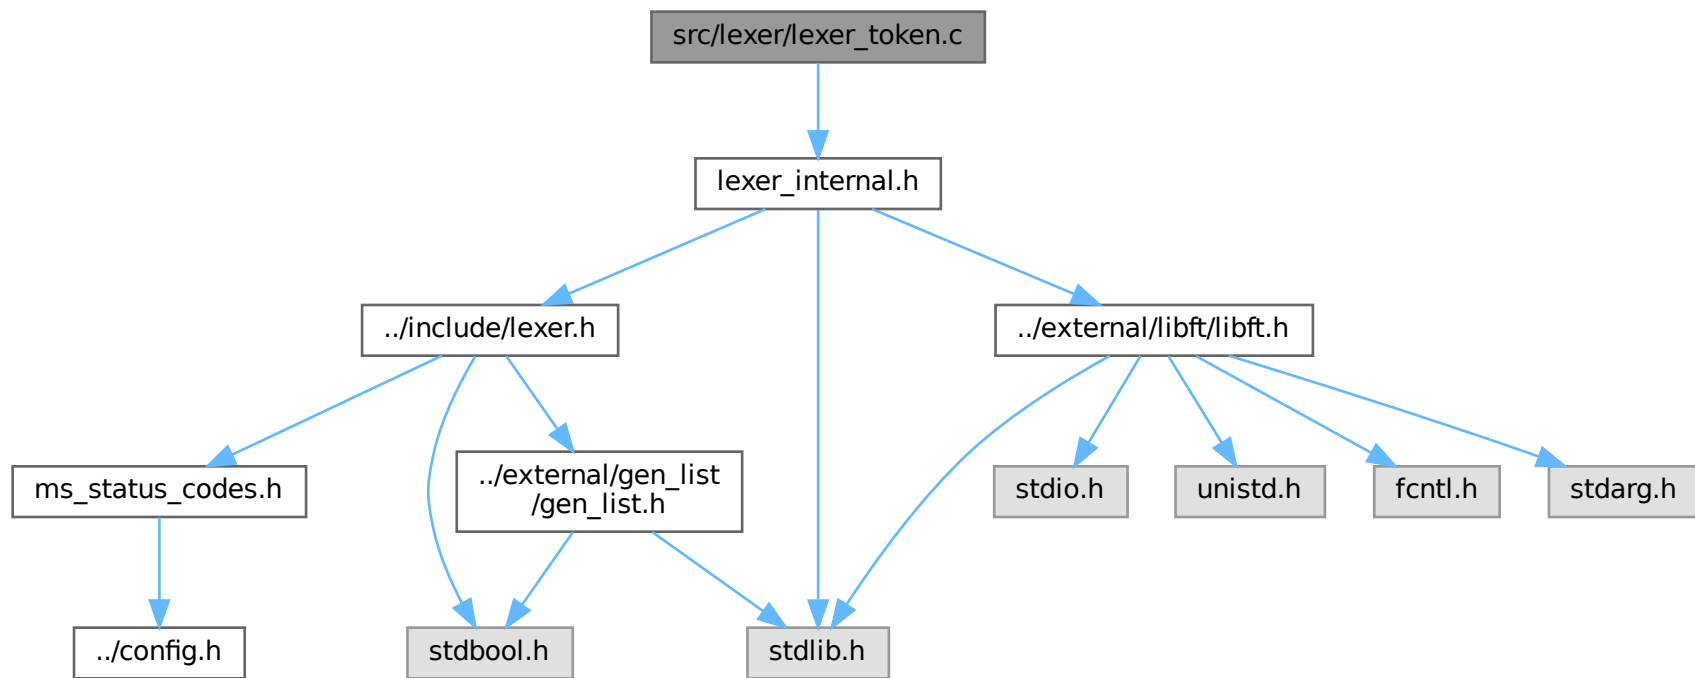 src/lexer/lexer_token.c
lexer_internal.h
../include/lexer.h
../external/libft/libft.h
ms_status_codes.h
../external/gen_list
/gen_list.h
stdio.h
unistd.h
fcntl.h
stdarg.h
../config.h
stdbool.h
stdlib.h